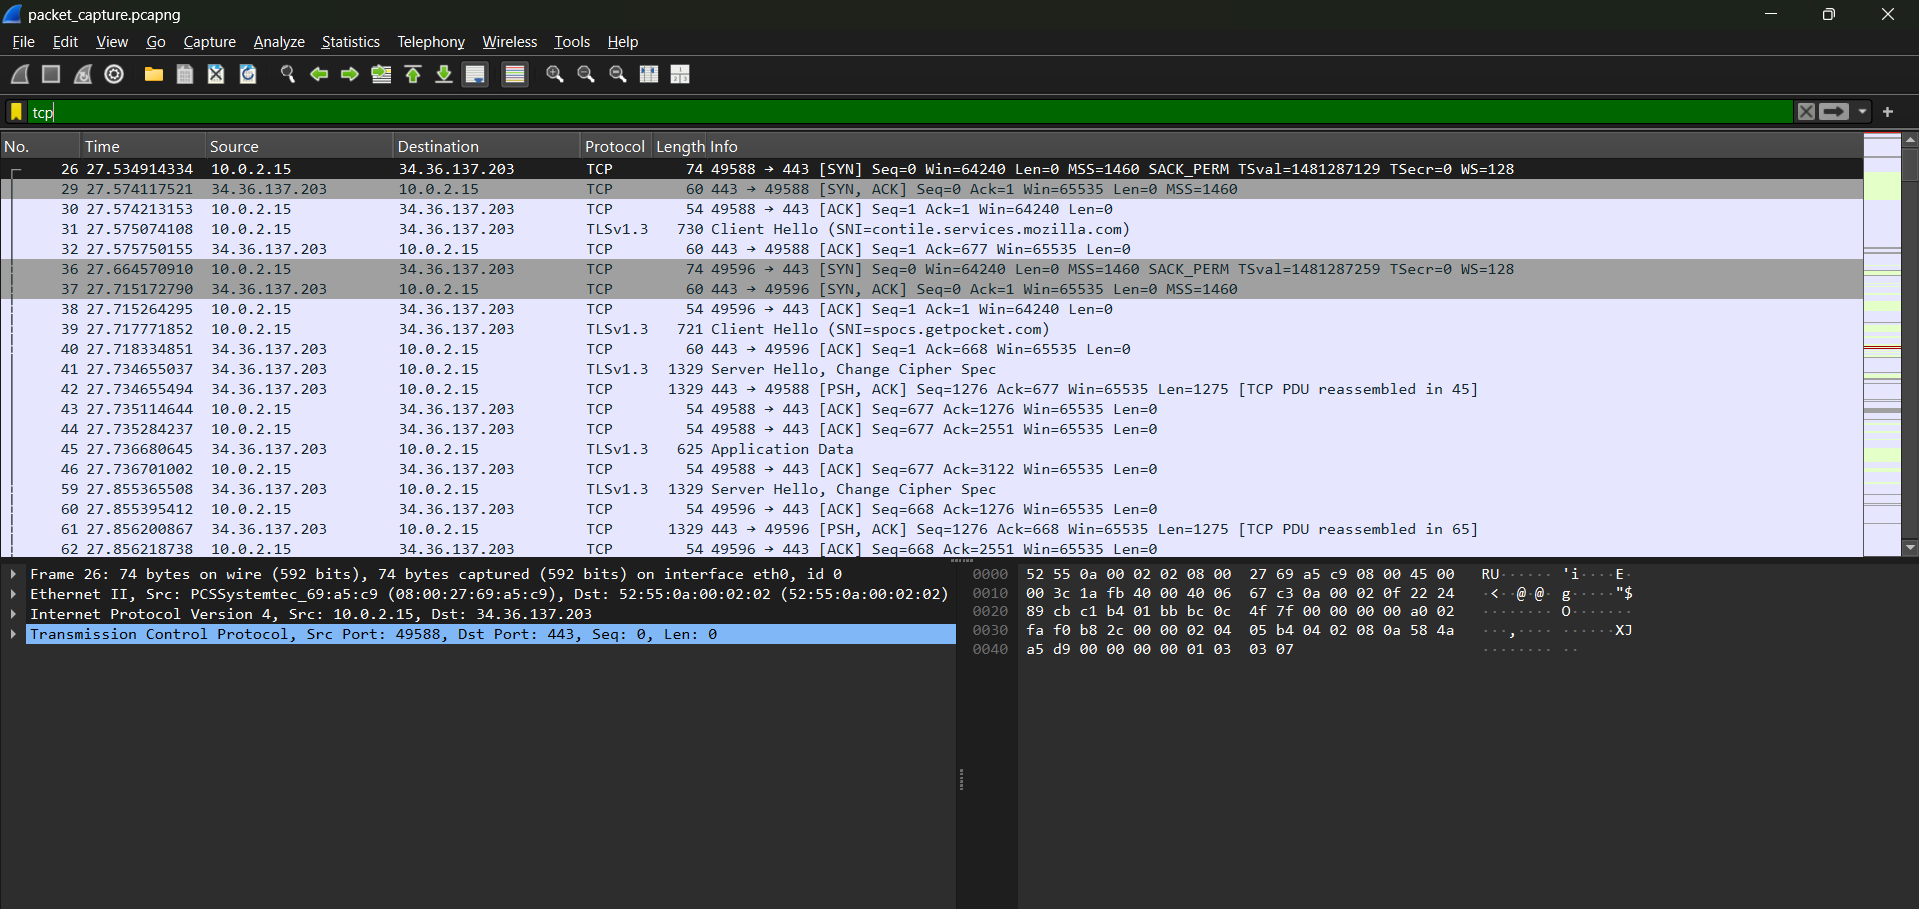 packet_capture.pcapng
File Edit View Go Capture Analyze Statistics Telephony Wireless Tools Help
tcp
No. Time Source Destination Protocol Length Info
26 27.534914334 10.0.2.15 34.36.137.203 TCP 74 49588 → 443 [SYN] Seq=0 Win=64240 Len=0 MSS=1460 SACK_PERM TSval=1481287129 TSecr=0 WS=128
29 27.574117521 34.36.137.203 10.0.2.15 TCP 60 443 → 49588 [SYN, ACK] Seq=0 Ack=1 Win=65535 Len=0 MSS=1460
30 27.574213153 10.0.2.15 34.36.137.203 TCP 54 49588 → 443 [ACK] Seq=1 Ack=1 Win=64240 Len=0
31 27.575074108 10.0.2.15 34.36.137.203 TLSv1.3 730 Client Hello (SNI=contile.services.mozilla.com)
32 27.575750155 34.36.137.203 10.0.2.15 TCP 60 443 → 49588 [ACK] Seq=1 Ack=677 Win=65535 Len=0
36 27.664570910 10.0.2.15 34.36.137.203 TCP 74 49596 → 443 [SYN] Seq=0 Win=64240 Len=0 MSS=1460 SACK_PERM TSval=1481287259 TSecr=0 WS=128
37 27.715172790 34.36.137.203 10.0.2.15 TCP 60 443 → 49596 [SYN, ACK] Seq=0 Ack=1 Win=65535 Len=0 MSS=1460
38 27.715264295 10.0.2.15 34.36.137.203 TCP 54 49596 → 443 [ACK] Seq=1 Ack=1 Win=64240 Len=0
39 27.717771852 10.0.2.15 34.36.137.203 TLSv1.3 721 Client Hello (SNI=spocs.getpocket.com)
40 27.718334851 34.36.137.203 10.0.2.15 TCP 60 443 → 49596 [ACK] Seq=1 Ack=668 Win=65535 Len=0
41 27.734655037 34.36.137.203 10.0.2.15 TLSv1.3 1329 Server Hello, Change Cipher Spec
42 27.734655494 34.36.137.203 10.0.2.15 TCP 1329 443 → 49588 [PSH, ACK] Seq=1276 Ack=677 Win=65535 Len=1275 [TCP PDU reassembled in 45]
43 27.735114644 10.0.2.15 34.36.137.203 TCP 54 49588 → 443 [ACK] Seq=677 Ack=1276 Win=65535 Len=0
44 27.735284237 10.0.2.15 34.36.137.203 TCP 54 49588 → 443 [ACK] Seq=677 Ack=2551 Win=65535 Len=0
45 27.736680645 34.36.137.203 10.0.2.15 TLSv1.3 625 Application Data
46 27.736701002 10.0.2.15 34.36.137.203 TCP 54 49588 → 443 [ACK] Seq=677 Ack=3122 Win=65535 Len=0
59 27.855365508 34.36.137.203 10.0.2.15 TLSv1.3 1329 Server Hello, Change Cipher Spec
60 27.855395412 10.0.2.15 34.36.137.203 TCP 54 49596 → 443 [ACK] Seq=668 Ack=1276 Win=65535 Len=0
61 27.856200867 34.36.137.203 10.0.2.15 TCP 1329 443 → 49596 [PSH, ACK] Seq=1276 Ack=668 Win=65535 Len=1275 [TCP PDU reassembled in 65]
62 27.856218738 10.0.2.15 34.36.137.203 TCP 54 49596 → 443 [ACK] Seq=668 Ack=2551 Win=65535 Len=0
Frame 26: 74 bytes on wire (592 bits), 74 bytes captured (592 bits) on interface eth0, id 0
Ethernet II, Src: PCSSystemtec_69:a5:c9 (08:00:27:69:a5:c9), Dst: 52:55:0a:00:02:02 (52:55:0a:00:02:02)
Internet Protocol Version 4, Src: 10.0.2.15, Dst: 34.36.137.203
Transmission Control Protocol, Src Port: 49588, Dst Port: 443, Seq: 0, Len: 0
0000 52 55 0a 00 02 02 08 00 27 69 a5 c9 08 00 45 00 RU······ 'i····E·
0010 00 3c 1a fb 40 00 40 06 67 c3 0a 00 02 0f 22 24 ·<··@·@· g·····"$
0020 89 cb c1 b4 01 bb bc 0c 4f 7f 00 00 00 00 a0 02 ········ O·······
0030 fa f0 b8 2c 00 00 02 04 05 b4 04 02 08 0a 58 4a ···,···· ······XJ
0040 a5 d9 00 00 00 00 01 03 03 07 ········ ··